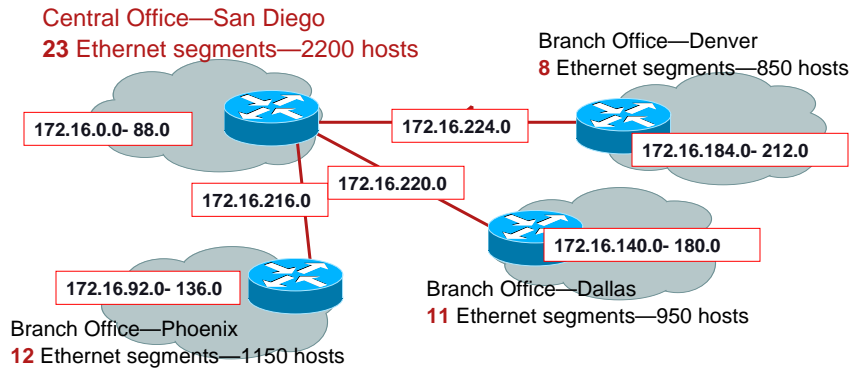 Central Office—San Diego
23 Ethernet segments—2200 hosts
Branch Office—Denver
8 Ethernet segments—850 hosts
172.16.0.0- 88.0
172.16.224.0
172.16.184.0- 212.0
172.16.216.0
172.16.220.0
172.16.140.0- 180.0
172.16.92.0- 136.0
Branch Office—Dallas
11 Ethernet segments—950 hosts
Branch Office—Phoenix
12 Ethernet segments—1150 hosts